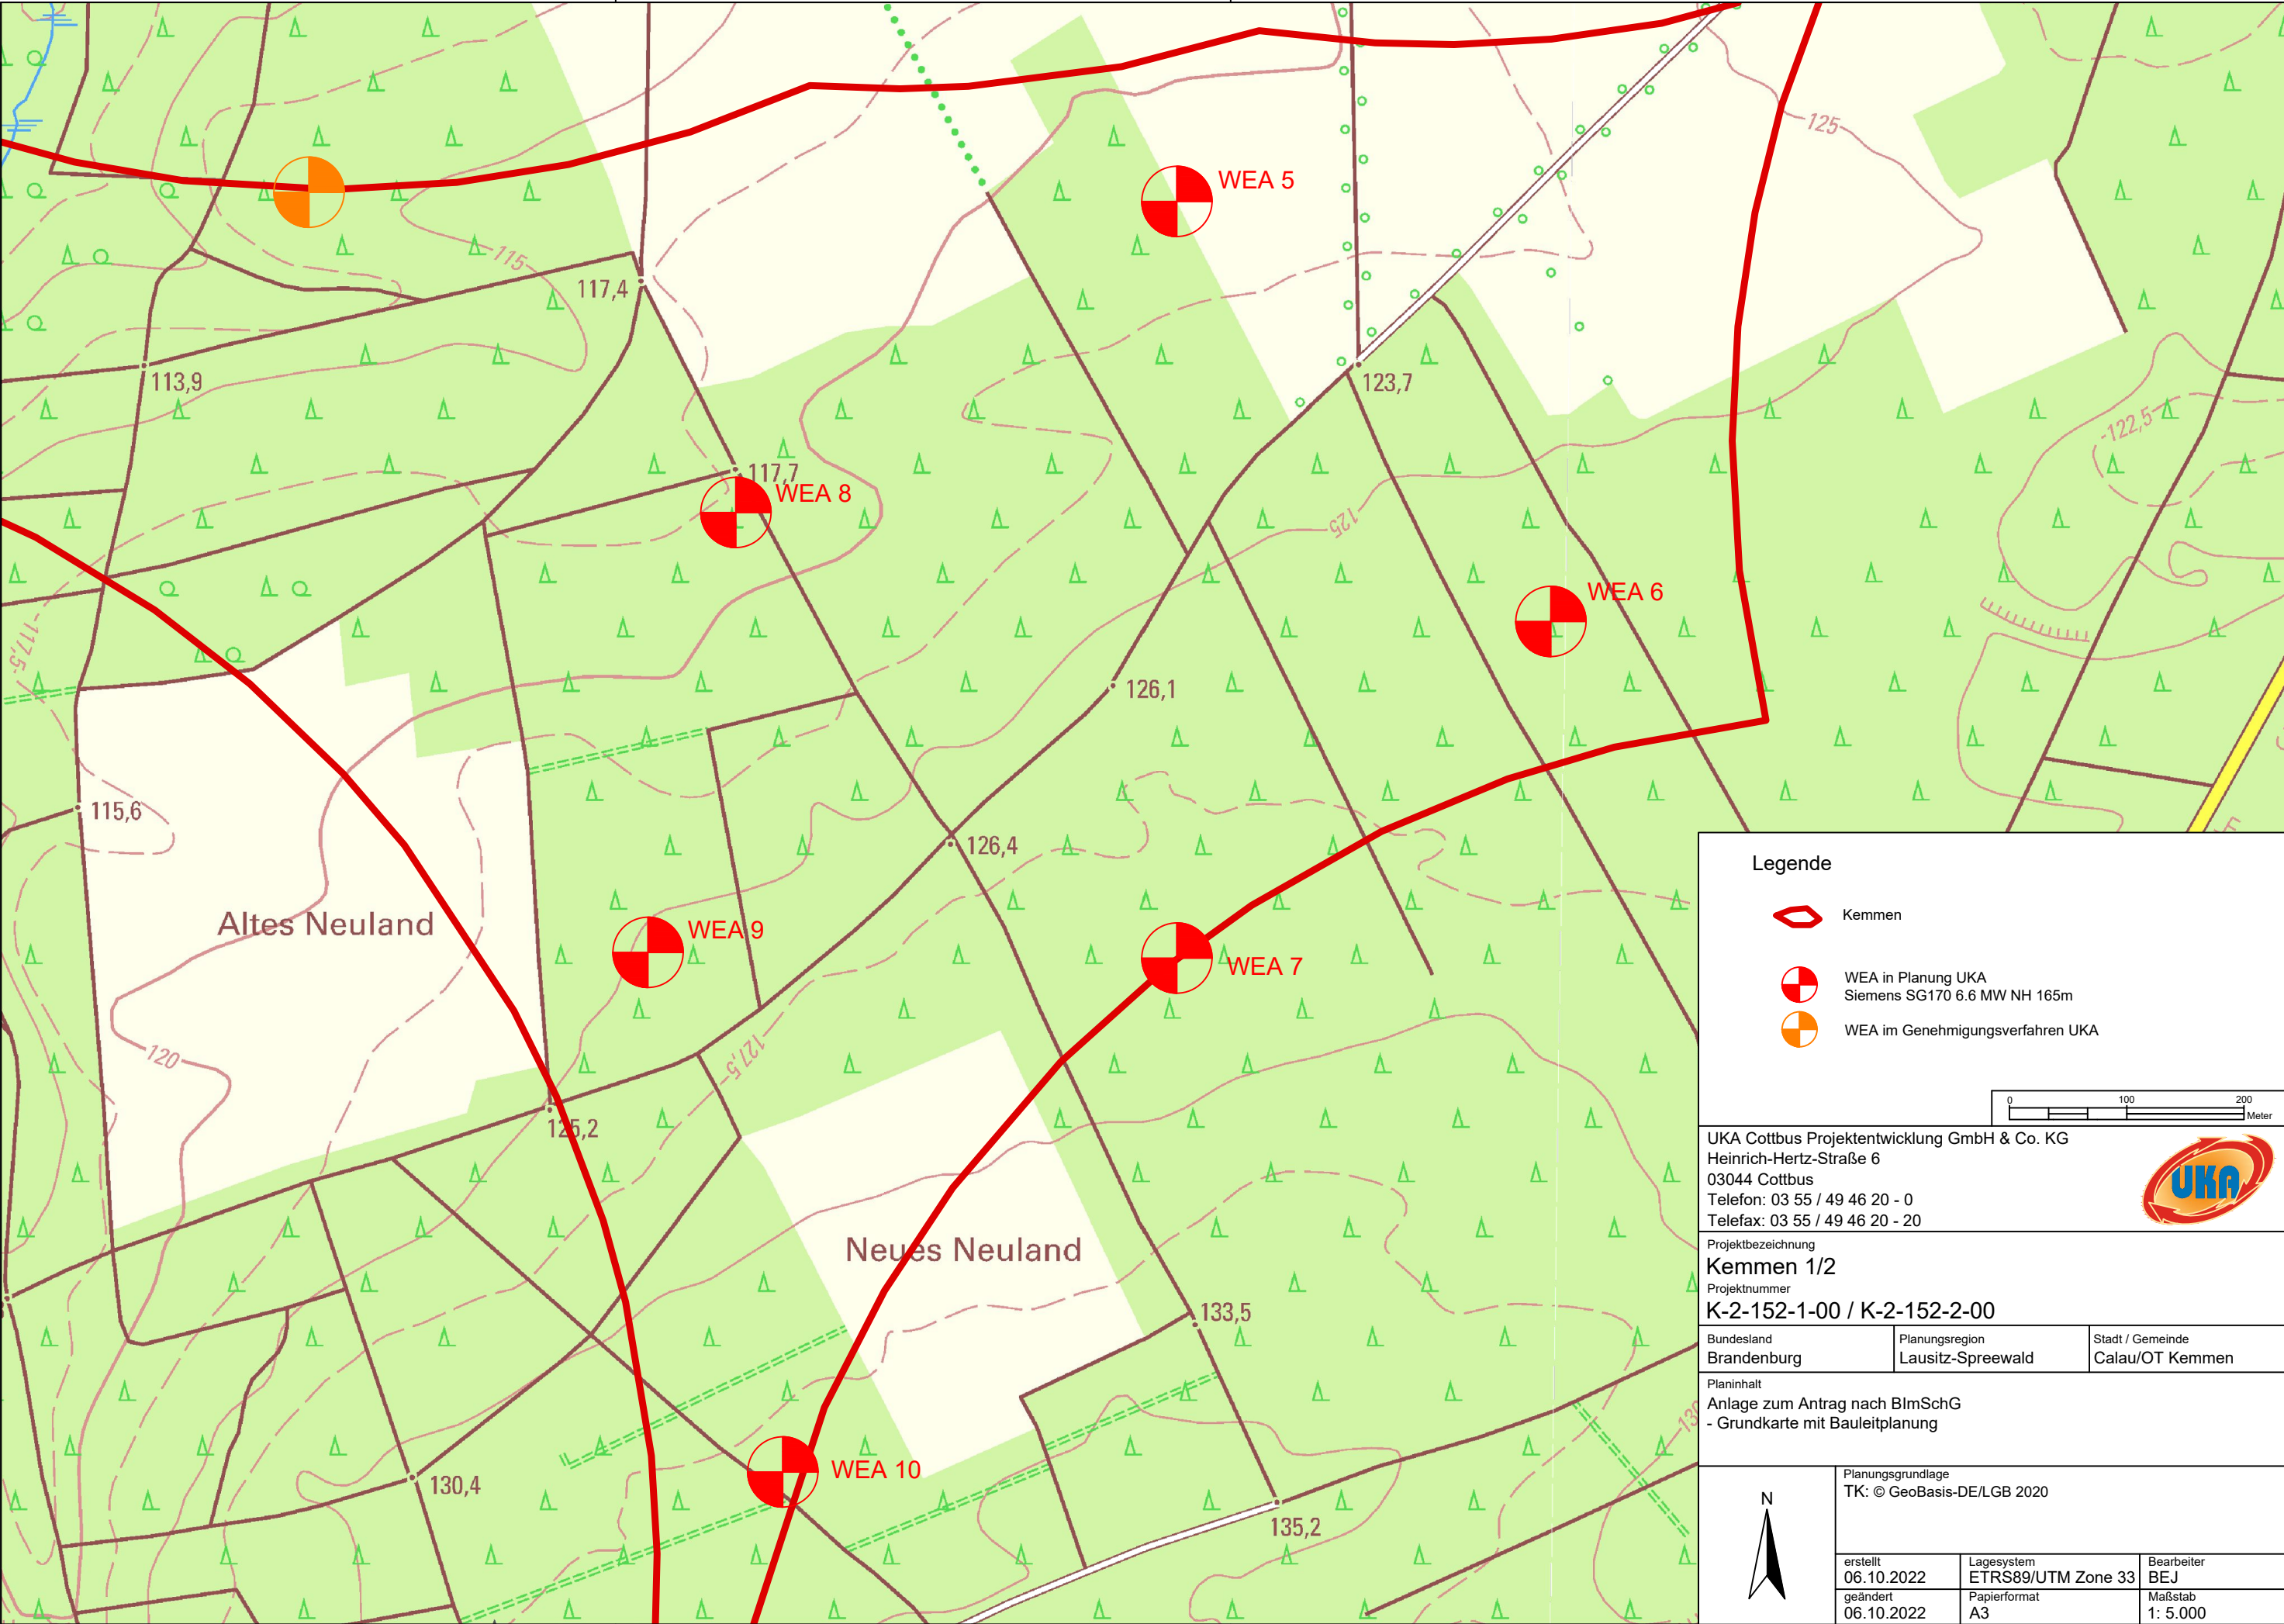 125
WEA 5
115
117,4
113,9
123,7
-122,5-
117,7
WEA 8
125
WEA 6
-117,5-
126,1
115,6
126,4
Altes Neuland
WEA 9
WEA 7
120
-127,5-
125,2
Neues Neuland
133,5
WEA 10
130,4
135,2
Legende
Kemmen
WEA in Planung UKA
Siemens SG170 6.6 MW NH 165m
WEA im Genehmigungsverfahren UKA
0 100 200
Meter
UKA Cottbus Projektentwicklung GmbH & Co. KG
Heinrich-Hertz-Straße 6
03044 Cottbus
Telefon: 03 55 / 49 46 20 - 0
Telefax: 03 55 / 49 46 20 - 20
UKA
Projektbezeichnung
Kemmen 1/2
Projektnummer
K-2-152-1-00 / K-2-152-2-00
Bundesland
Brandenburg
Planungsregion
Lausitz-Spreewald
Stadt / Gemeinde
Calau/OT Kemmen
Planinhalt
Anlage zum Antrag nach BImSchG
- Grundkarte mit Bauleitplanung
N
Planungsgrundlage
TK: © GeoBasis-DE/LGB 2020
erstellt
06.10.2022
Lagesystem
ETRS89/UTM Zone 33
Bearbeiter
BEJ
geändert
06.10.2022
Papierformat
A3
Maßstab
1: 5.000